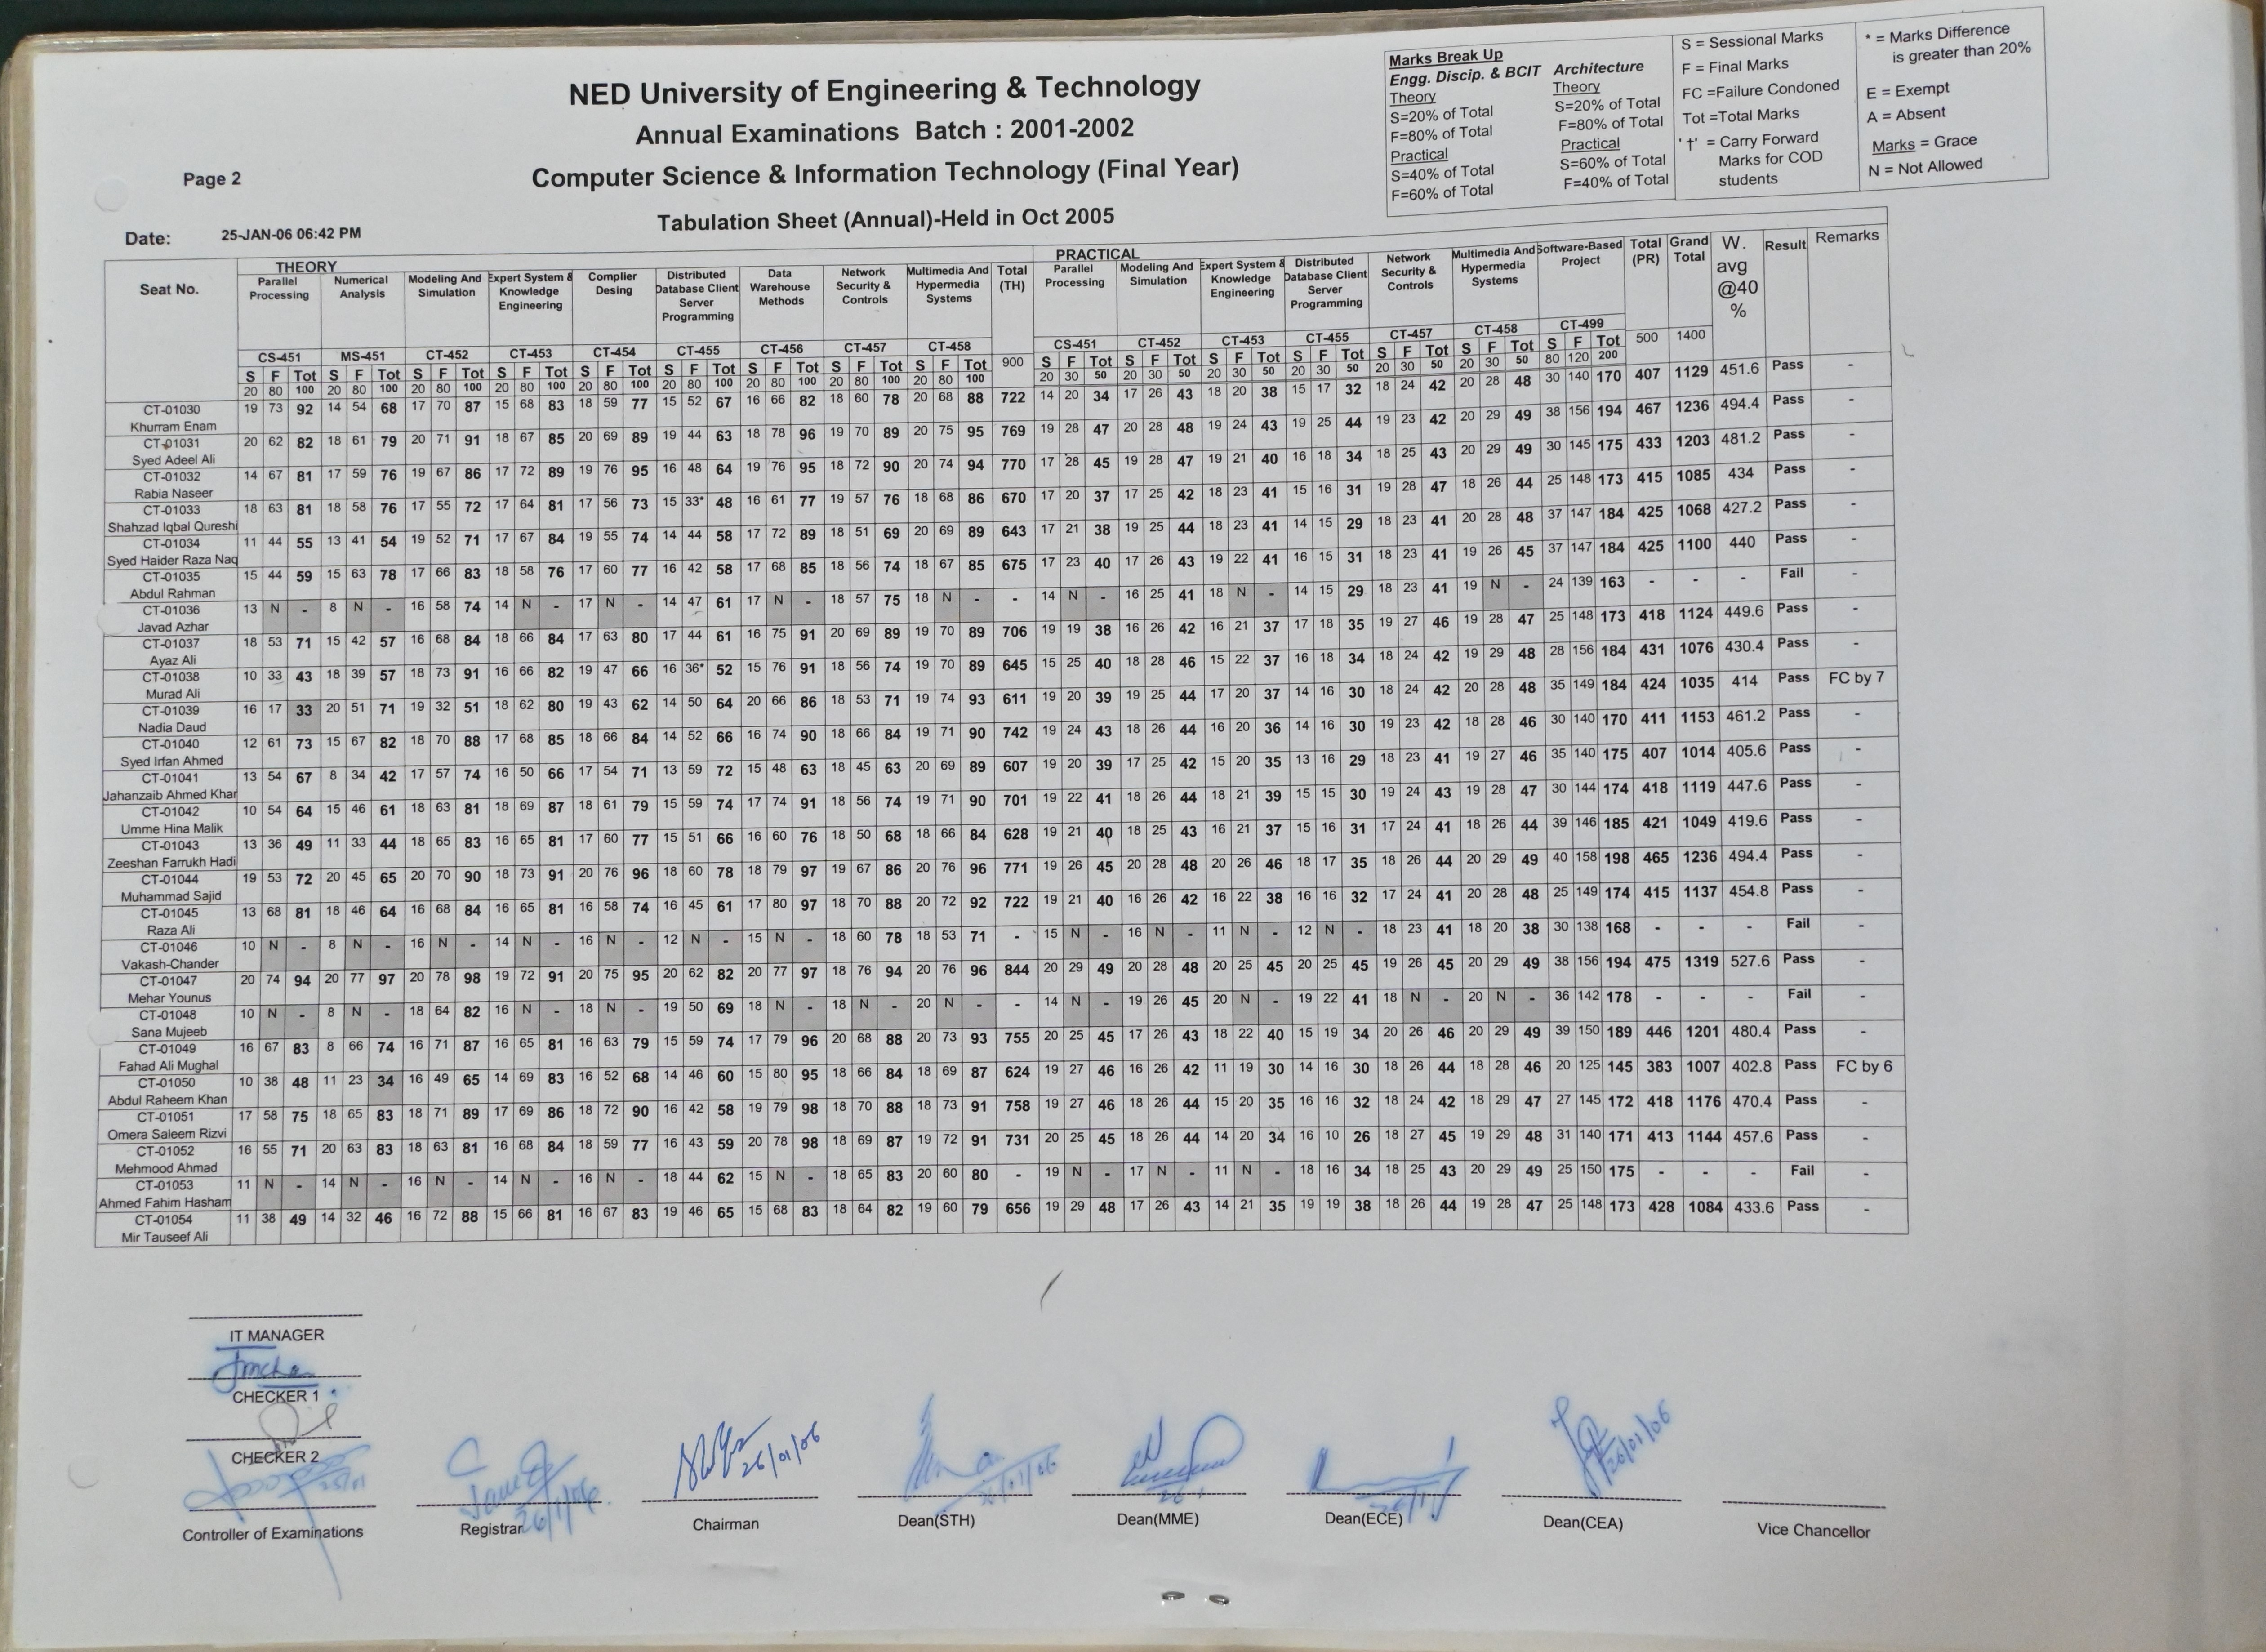 Marks Break Up
Engg. Discip. & BCIT Architecture
Theory Theory
S=20% of Total S=20% of Total
F=80% of Total F=80% of Total
Practical Practical
S=40% of Total S=60% of Total
F=60% of Total F=40% of Total
S = Sessional Marks
F = Final Marks
FC =Failure Condoned
Tot =Total Marks
'†' = Carry Forward
Marks for COD
students
* = Marks Difference
is greater than 20%
E = Exempt
A = Absent
Marks = Grace
N = Not Allowed
NED University of Engineering & Technology
Annual Examinations Batch : 2001-2002
Computer Science & Information Technology (Final Year)
Page 2
Tabulation Sheet (Annual)-Held in Oct 2005
Date: 25-JAN-06 06:42 PM
Seat No.
THEORY
Parallel Processing
Numerical Analysis
Modeling And Simulation
Expert System & Knowledge Engineering
Complier Desing
Distributed Database Client Server Programming
Data Warehouse Methods
Network Security & Controls
Multimedia And Hypermedia Systems
Total (TH)
PRACTICAL
Parallel Processing
Modeling And Simulation
Expert System & Knowledge Engineering
Distributed Database Client Server Programming
Network Security & Controls
Multimedia And Hypermedia Systems
Software-Based Project
Total (PR)
Grand Total
W. avg @40 %
Result
Remarks
CS-451 MS-451 CT-452 CT-453 CT-454 CT-455 CT-456 CT-457 CT-458 900 CS-451 CT-452 CT-453 CT-455 CT-457 CT-458 CT-499 500 1400
S F Tot S F Tot S F Tot S F Tot S F Tot S F Tot S F Tot S F Tot S F Tot S F Tot S F Tot S F Tot S F Tot S F Tot S F Tot S F Tot
20 80 100 20 80 100 20 80 100 20 80 100 20 80 100 20 80 100 20 80 100 20 80 100 20 80 100 20 30 50 20 30 50 20 30 50 20 30 50 20 30 50 20 30 50 80 120 200
CT-01030 19 73 92 14 54 68 17 70 87 15 68 83 18 59 77 15 52 67 16 66 82 18 60 78 20 68 88 722 14 20 34 17 26 43 18 20 38 15 17 32 18 24 42 20 28 48 30 140 170 407 1129 451.6 Pass -
Khurram Enam
CT-01031 20 62 82 18 61 79 20 71 91 18 67 85 20 69 89 19 44 63 18 78 96 19 70 89 20 75 95 769 19 28 47 20 28 48 19 24 43 19 25 44 19 23 42 20 29 49 38 156 194 467 1236 494.4 Pass -
Syed Adeel Ali
CT-01032 14 67 81 17 59 76 19 67 86 17 72 89 19 76 95 16 48 64 19 76 95 18 72 90 20 74 94 770 17 28 45 19 28 47 19 21 40 16 18 34 18 25 43 20 29 49 30 145 175 433 1203 481.2 Pass -
Rabia Naseer
CT-01033 18 63 81 18 58 76 17 55 72 17 64 81 17 56 73 15 33* 48 16 61 77 19 57 76 18 68 86 670 17 20 37 17 25 42 18 23 41 15 16 31 19 28 47 18 26 44 25 148 173 415 1085 434 Pass -
Shahzad Iqbal Qureshi
CT-01034 11 44 55 13 41 54 19 52 71 17 67 84 19 55 74 14 44 58 17 72 89 18 51 69 20 69 89 643 17 21 38 19 25 44 18 23 41 14 15 29 18 23 41 20 28 48 37 147 184 425 1068 427.2 Pass -
Syed Haider Raza Naq
CT-01035 15 44 59 15 63 78 17 66 83 18 58 76 17 60 77 16 42 58 17 68 85 18 56 74 18 67 85 675 17 23 40 17 26 43 19 22 41 16 15 31 18 23 41 19 26 45 37 147 184 425 1100 440 Pass -
Abdul Rahman
CT-01036 13 N - 8 N - 16 58 74 14 N - 17 N - 14 47 61 17 N - 18 57 75 18 N - - 14 N - 16 25 41 18 N - 14 15 29 18 23 41 19 N - 24 139 163 - - - Fail -
Javad Azhar
CT-01037 18 53 71 15 42 57 16 68 84 18 66 84 17 63 80 17 44 61 16 75 91 20 69 89 19 70 89 706 19 19 38 16 26 42 16 21 37 17 18 35 19 27 46 19 28 47 25 148 173 418 1124 449.6 Pass -
Ayaz Ali
CT-01038 10 33 43 18 39 57 18 73 91 16 66 82 19 47 66 16 36* 52 15 76 91 18 56 74 19 70 89 645 15 25 40 18 28 46 15 22 37 16 18 34 18 24 42 19 29 48 28 156 184 431 1076 430.4 Pass -
Murad Ali
CT-01039 16 17 33 20 51 71 19 32 51 18 62 80 19 43 62 14 50 64 20 66 86 18 53 71 19 74 93 611 19 20 39 19 25 44 17 20 37 14 16 30 18 24 42 20 28 48 35 149 184 424 1035 414 Pass FC by 7
Nadia Daud
CT-01040 12 61 73 15 67 82 18 70 88 17 68 85 18 66 84 14 52 66 16 74 90 18 66 84 19 71 90 742 19 24 43 18 26 44 16 20 36 14 16 30 19 23 42 18 28 46 30 140 170 411 1153 461.2 Pass -
Syed Irfan Ahmed
CT-01041 13 54 67 8 34 42 17 57 74 16 50 66 17 54 71 13 59 72 15 48 63 18 45 63 20 69 89 607 19 20 39 17 25 42 15 20 35 13 16 29 18 23 41 19 27 46 35 140 175 407 1014 405.6 Pass -
Jahanzaib Ahmed Khar
CT-01042 10 54 64 15 46 61 18 63 81 18 69 87 18 61 79 15 59 74 17 74 91 18 56 74 19 71 90 701 19 22 41 18 26 44 18 21 39 15 15 30 19 24 43 19 28 47 30 144 174 418 1119 447.6 Pass -
Umme Hina Malik
CT-01043 13 36 49 11 33 44 18 65 83 16 65 81 17 60 77 15 51 66 16 60 76 18 50 68 18 66 84 628 19 21 40 18 25 43 16 21 37 15 16 31 17 24 41 18 26 44 39 146 185 421 1049 419.6 Pass -
Zeeshan Farrukh Hadi
CT-01044 19 53 72 20 45 65 20 70 90 18 73 91 20 76 96 18 60 78 18 79 97 19 67 86 20 76 96 771 19 26 45 20 28 48 20 26 46 18 17 35 18 26 44 20 29 49 40 158 198 465 1236 494.4 Pass -
Muhammad Sajid
CT-01045 13 68 81 18 46 64 16 68 84 16 65 81 16 58 74 16 45 61 17 80 97 18 70 88 20 72 92 722 19 21 40 16 26 42 16 22 38 16 16 32 17 24 41 20 28 48 25 149 174 415 1137 454.8 Pass -
Raza Ali
CT-01046 10 N - 8 N - 16 N - 14 N - 16 N - 12 N - 15 N - 18 60 78 18 53 71 - 15 N - 16 N - 11 N - 12 N - 18 23 41 18 20 38 30 138 168 - - - Fail -
Vakash-Chander
CT-01047 20 74 94 20 77 97 20 78 98 19 72 91 20 75 95 20 62 82 20 77 97 18 76 94 20 76 96 844 20 29 49 20 28 48 20 25 45 20 25 45 19 26 45 20 29 49 38 156 194 475 1319 527.6 Pass -
Mehar Younus
CT-01048 10 N - 8 N - 18 64 82 16 N - 18 N - 19 50 69 18 N - 18 N - 20 N - - 14 N - 19 26 45 20 N - 19 22 41 18 N - 20 N - 36 142 178 - - - Fail -
Sana Mujeeb
CT-01049 16 67 83 8 66 74 16 71 87 16 65 81 16 63 79 15 59 74 17 79 96 20 68 88 20 73 93 755 20 25 45 17 26 43 18 22 40 15 19 34 20 26 46 20 29 49 39 150 189 446 1201 480.4 Pass -
Fahad Ali Mughal
CT-01050 10 38 48 11 23 34 16 49 65 14 69 83 16 52 68 14 46 60 15 80 95 18 66 84 18 69 87 624 19 27 46 16 26 42 11 19 30 14 16 30 18 26 44 18 28 46 20 125 145 383 1007 402.8 Pass FC by 6
Abdul Raheem Khan
CT-01051 17 58 75 18 65 83 18 71 89 17 69 86 18 72 90 16 42 58 19 79 98 18 70 88 18 73 91 758 19 27 46 18 26 44 15 20 35 16 16 32 18 24 42 18 29 47 27 145 172 418 1176 470.4 Pass -
Omera Saleem Rizvi
CT-01052 16 55 71 20 63 83 18 63 81 16 68 84 18 59 77 16 43 59 20 78 98 18 69 87 19 72 91 731 20 25 45 18 26 44 14 20 34 16 10 26 18 27 45 19 29 48 31 140 171 413 1144 457.6 Pass -
Mehmood Ahmad
CT-01053 11 N - 14 N - 16 N - 14 N - 16 N - 18 44 62 15 N - 18 65 83 20 60 80 - 19 N - 17 N - 11 N - 18 16 34 18 25 43 20 29 49 25 150 175 - - - Fail -
Ahmed Fahim Hasham
CT-01054 11 38 49 14 32 46 16 72 88 15 66 81 16 67 83 19 46 65 15 68 83 18 64 82 19 60 79 656 19 29 48 17 26 43 14 21 35 19 19 38 18 26 44 19 28 47 25 148 173 428 1084 433.6 Pass -
Mir Tauseef Ali
IT MANAGER
CHECKER 1
CHECKER 2
26/1/06 26/01/06 26/01/06 26/01/06
Controller of Examinations
Registrar
Chairman
Dean(STH)
Dean(MME)
Dean(ECE)
Dean(CEA)
Vice Chancellor